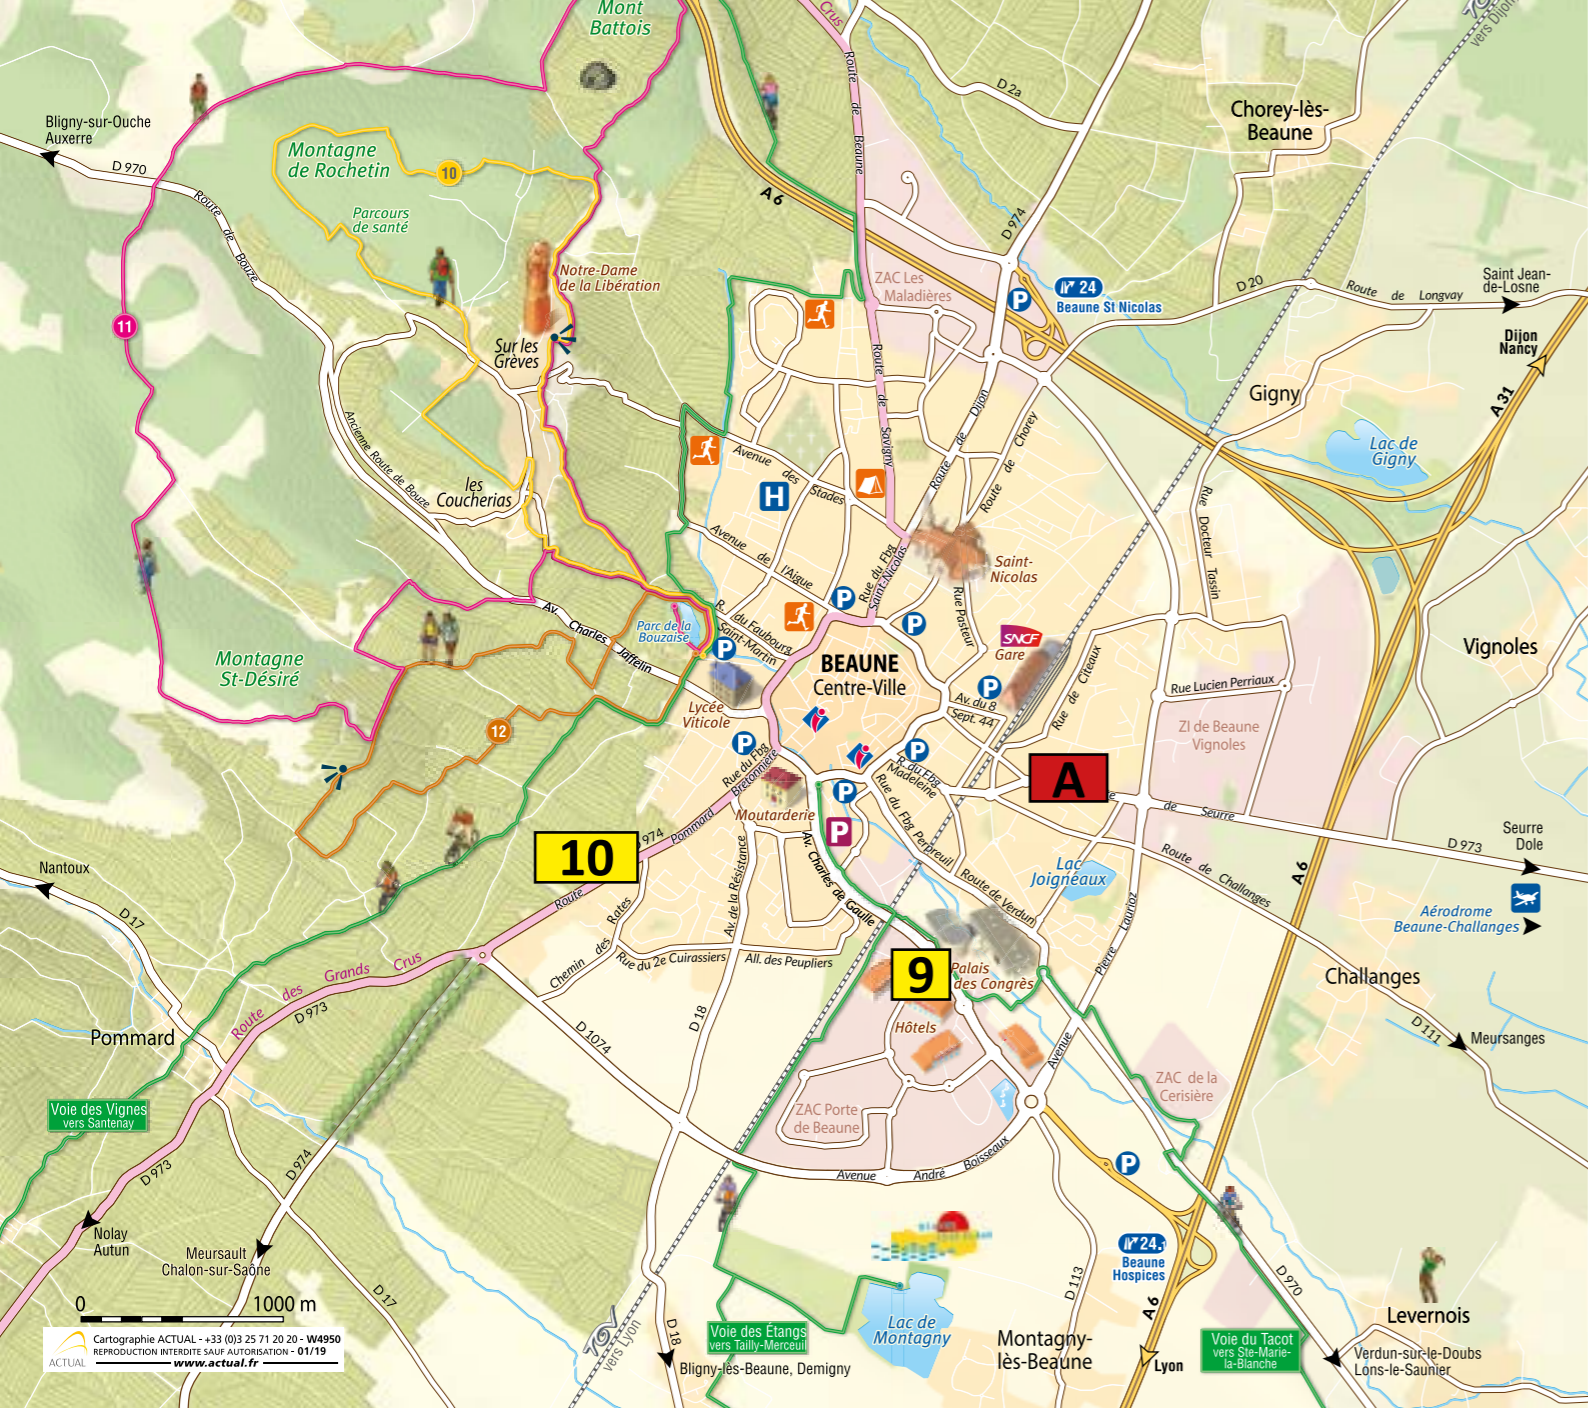 Mont
Battois
Crus
Route de Beaune
vers Dijon
D 2a
Chorey-lès-
Beaune
Bligny-sur-Ouche
Auxerre
D 970
Montagne
de Rochetin
10
Parcours
de santé
Route de Bouze
A 6
D 974
Notre-Dame
de la Libération
ZAC Les
Maladières
P
24
Beaune St Nicolas
D 20
Route de Longvay
Saint Jean-
de-Losne
Dijon
Nancy
11
Sur les
Grèves
Route de Savigny
Route de Dijon
Route de Chorey
Gigny
A 31
Lac de
Gigny
Ancienne Route de Bouze
les
Coucherias
Avenue des Stades
H
Rue Docteur Tassin
Avenue de l'Aigue
Rue du Fbg
Saint-Nicolas
Saint-
Nicolas
Rue Pasteur
P
P
R. du Faubourg
Saint-Martin
Parc de la
Bouzaise
P
Av. Charles Jaffelin
SNCF
Gare
Vignoles
BEAUNE
Centre-Ville
P
Av. du 8
Sept. 44
Rue de Citeaux
Rue Lucien Perriaux
Montagne
St-Désiré
Lycée
Viticole
ZI de Beaune
Vignoles
12
P
Rue du Fbg
Bretonnière
P
R. du Fbg
Madeleine
A
de Seurre
P
Moutarderie
P
Rue du Fbg Perpreuil
Seurre
Dole
D 973
10
974
Pommard
Route
Av. Charles de Gaulle
Av. de la Résistance
Route de Verdun
Lac
Joigneaux
Route de Challanges
A 6
Nantoux
D 17
Aérodrome
Beaune-Challanges
Chemin des Rates
Rue du 2e Cuirassiers
All. des Peupliers
9
Palais
des Congrès
Pierre Laurioz
Challanges
Route des Grands Crus
D 973
Pommard
D 1074
D 18
Hôtels
Avenue
D 111
Meursanges
Voie des Vignes
vers Santenay
ZAC de la
Cerisière
ZAC Porte
de Beaune
D 973
D 974
Avenue André Boisseaux
P
Nolay
Autun
Meursault
Chalon-sur-Saône
24.1
Beaune
Hospices
D 970
D 113
A 6
0 1000 m
D 17
Levernois
Lac de
Montagny
Montagny-
lès-Beaune
Voie des Étangs
vers Tailly-Merceuil
Voie du Tacot
vers Ste-Marie-
la-Blanche
TGV
vers Lyon
D 18
Bligny-lès-Beaune, Demigny
Lyon
Verdun-sur-le-Doubs
Lons-le-Saunier
ACTUAL
Cartographie ACTUAL - +33 (0)3 25 71 20 20 - W4950
REPRODUCTION INTERDITE SAUF AUTORISATION - 01/19
www.actual.fr